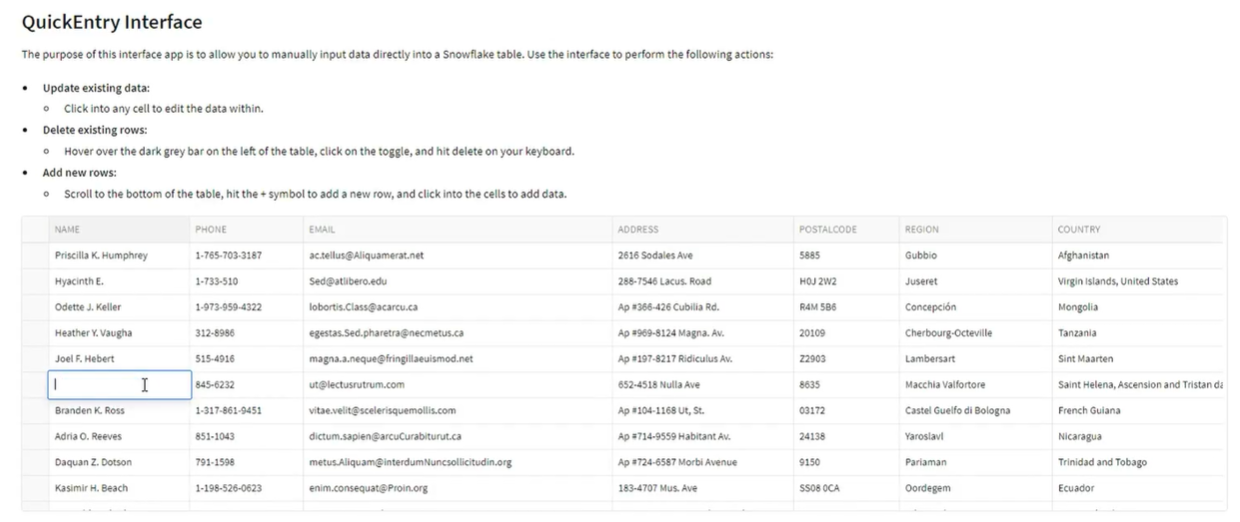 QuickEntry Interface
The purpose of this interface app is to allow you to manually input data directly into a Snowflake table. Use the interface to perform the following actions:
• Update existing data:
o Click into any cell to edit the data within.
• Delete existing rows:
o Hover over the dark grey bar on the left of the table, click on the toggle, and hit delete on your keyboard.
• Add new rows:
o Scroll to the bottom of the table, hit the + symbol to add a new row, and click into the cells to add data.
NAME PHONE EMAIL ADDRESS POSTALCODE REGION COUNTRY
Priscilla K. Humphrey 1-765-703-3187 ac.tellus@Aliquamerat.net 2616 Sodales Ave 5885 Gubbio Afghanistan
Hyacinth E. 1-733-510 Sed@atlibero.edu 288-7546 Lacus. Road H0J 2W2 Juseret Virgin Islands, United States
Odette J. Keller 1-973-959-4322 lobortis.Class@acarcu.ca Ap #366-426 Cubilia Rd. R4M 5B6 Concepción Mongolia
Heather Y. Vaugha 312-8986 egestas.Sed.pharetra@necmetus.ca Ap #969-8124 Magna. Av. 20109 Cherbourg-Octeville Tanzania
Joel F. Hebert 515-4916 magna.a.neque@fringillaeuismod.net Ap #197-8217 Ridiculus Av. Z2903 Lambersart Sint Maarten
845-6232 ut@lectusrutrum.com 652-4518 Nulla Ave 8635 Macchia Valfortore Saint Helena, Ascension and Tristan da
Branden K. Ross 1-317-861-9451 vitae.velit@scelerisquemollis.com Ap #104-1168 Ut, St. 03172 Castel Guelfo di Bologna French Guiana
Adria O. Reeves 851-1043 dictum.sapien@arcuCurabiturut.ca Ap #714-9559 Habitant Av. 24138 Yaroslavl Nicaragua
Daquan Z. Dotson 791-1598 metus.Aliquam@interdumNuncsollicitudin.org Ap #724-6587 Morbi Avenue 9150 Pariaman Trinidad and Tobago
Kasimir H. Beach 1-198-526-0623 enim.consequat@Proin.org 183-4707 Mus. Ave SS08 0CA Oordegem Ecuador